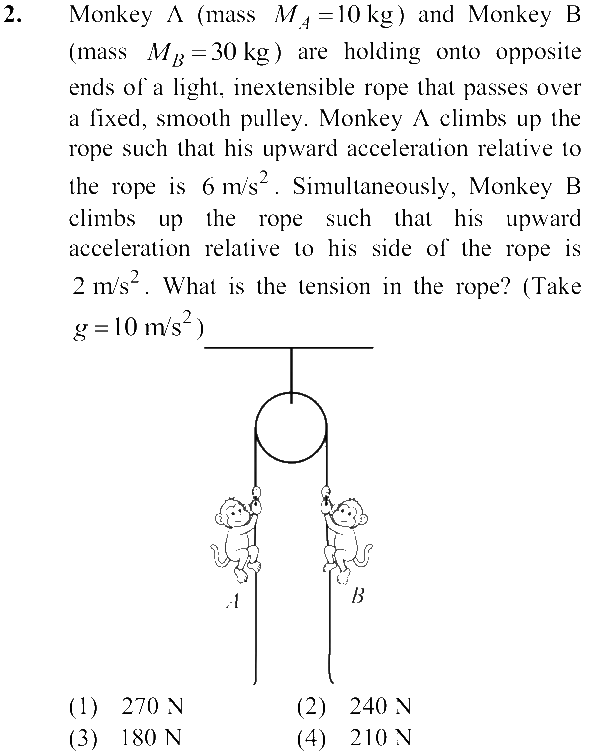 2. Monkey Λ (mass M_A = 10 kg) and Monkey B
(mass M_B = 30 kg) are holding onto opposite
ends of a light, inextensible rope that passes over
a fixed, smooth pulley. Monkey Λ climbs up the
rope such that his upward acceleration relative to
the rope is 6 m/s². Simultaneously, Monkey B
climbs up the rope such that his upward
acceleration relative to his side of the rope is
2 m/s². What is the tension in the rope? (Take
g = 10 m/s²)
A B
(1) 270 N (2) 240 N
(3) 180 N (4) 210 N